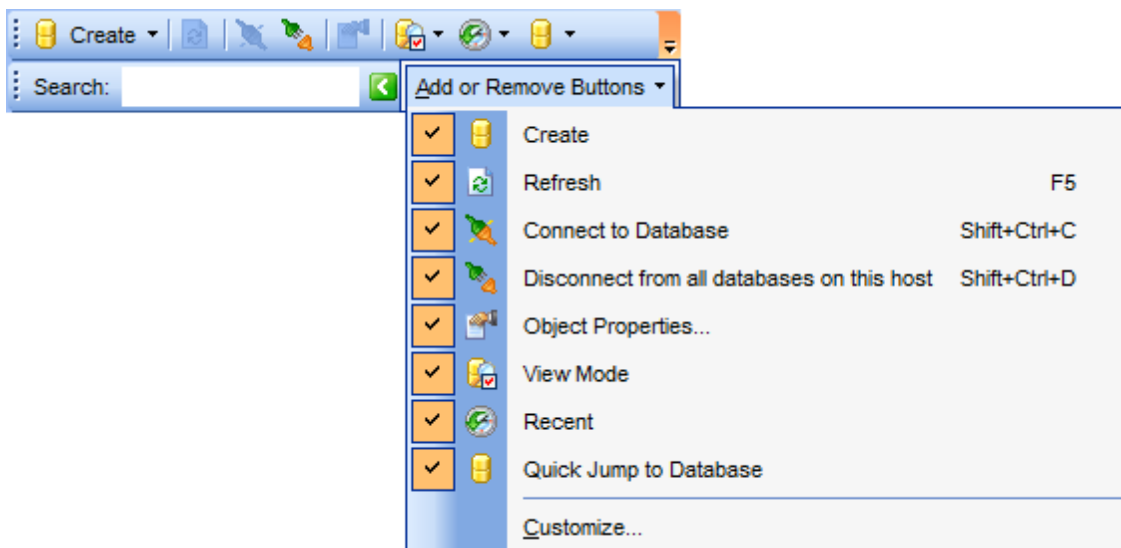 Create
Search:
Add or Remove Buttons
Create
Refresh F5
Connect to Database Shift+Ctrl+C
Disconnect from all databases on this host Shift+Ctrl+D
Object Properties...
View Mode
Recent
Quick Jump to Database
Customize...